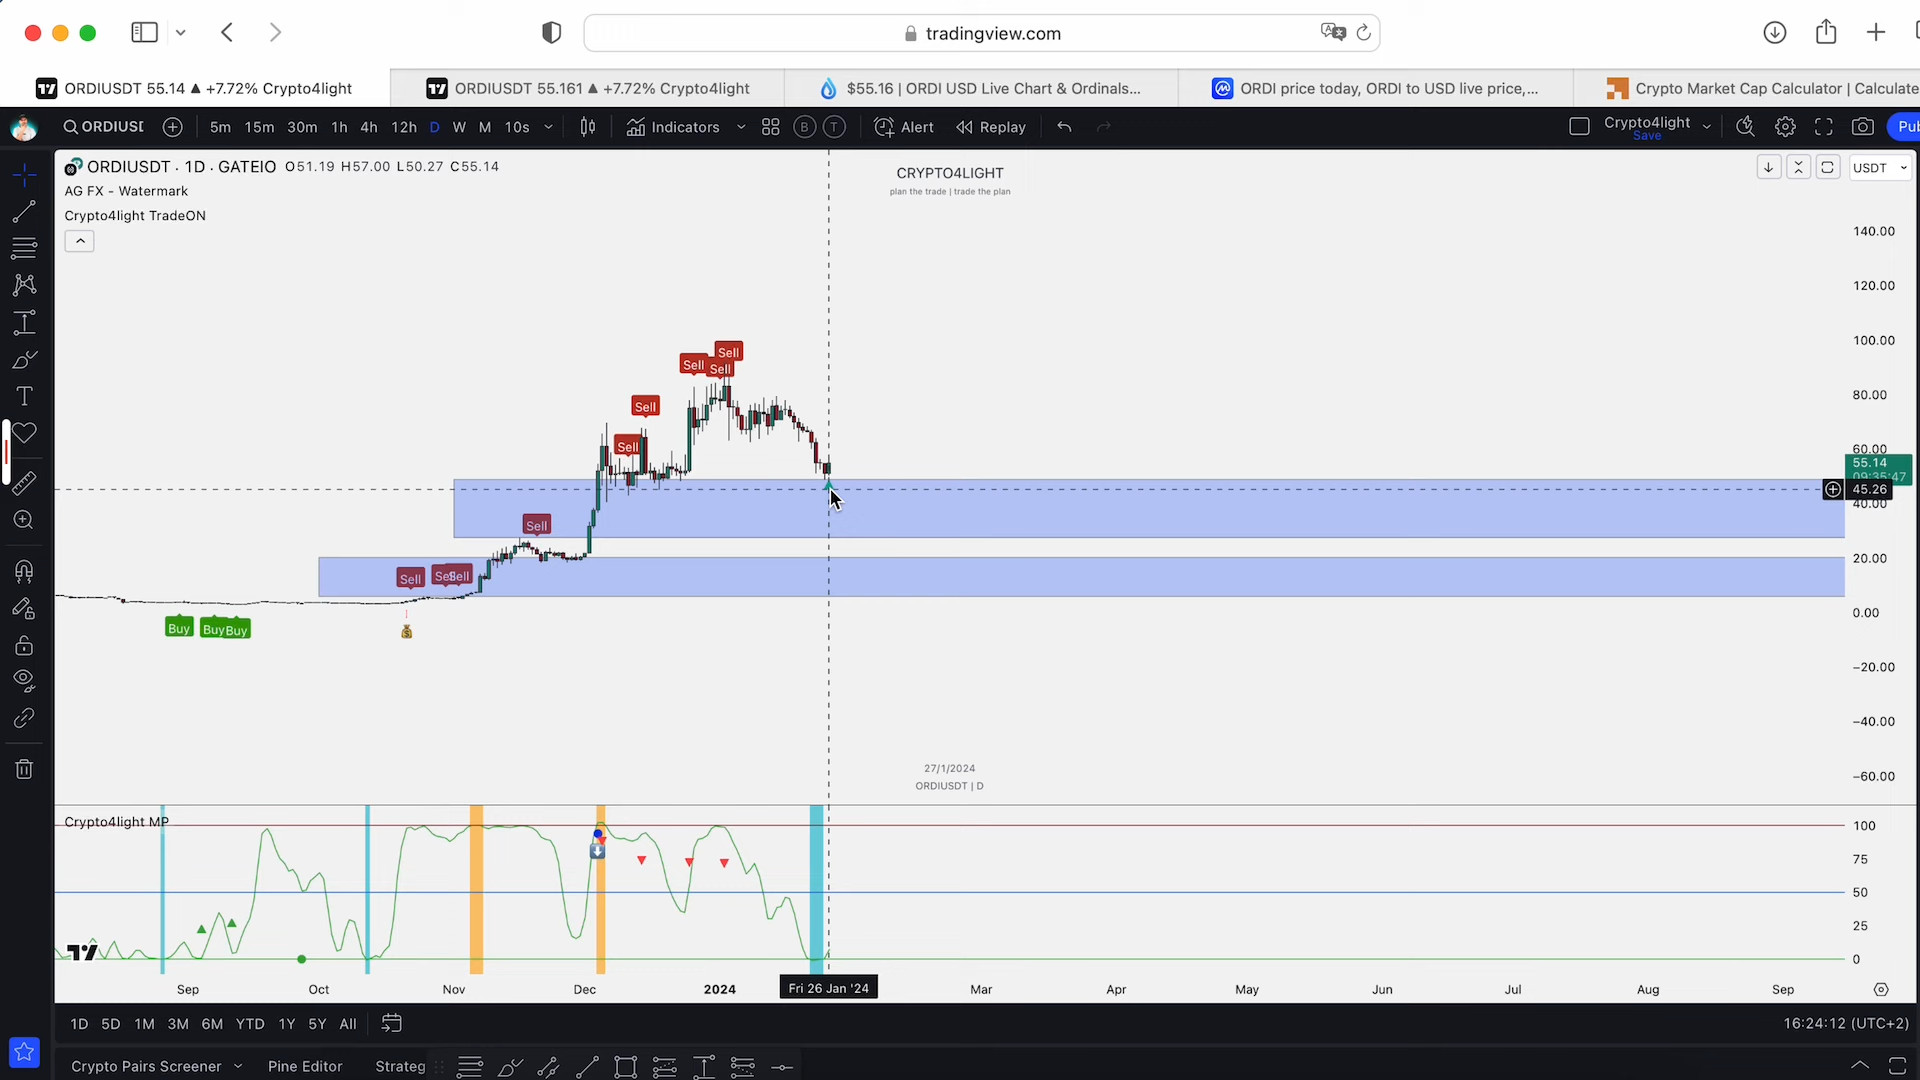 tradingview.com
ORDIUSDT 55.14 ▲ +7.72% Crypto4light
ORDIUSDT 55.161 ▲ +7.72% Crypto4light
$55.16 | ORDI USD Live Chart & Ordinals...
ORDI price today, ORDI to USD live price,...
Crypto Market Cap Calculator | Calculate
ORDIUSD
5m 15m 30m 1h 4h 12h D W M 10s
Indicators
B
T
Alert
Replay
Crypto4light
Save
Pub
ORDIUSDT · 1D · GATEIO O51.19 H57.00 L50.27 C55.14
AG FX - Watermark
Crypto4light TradeON
CRYPTO4LIGHT
plan the trade | trade the plan
USDT
140.00
120.00
100.00
80.00
60.00
55.14
09:35:47
45.26
40.00
20.00
0.00
−20.00
−40.00
−60.00
Sell
Sell
Sell
Sell
Sell
Sell
Sell
Sell
Sell
Buy
Buy
Buy
27/1/2024
ORDIUSDT | D
Crypto4light MP
100
75
50
25
0
Sep Oct Nov Dec 2024 Fri 26 Jan '24 Mar Apr May Jun Jul Aug Sep
1D 5D 1M 3M 6M YTD 1Y 5Y All
16:24:12 (UTC+2)
Crypto Pairs Screener Pine Editor Strateg